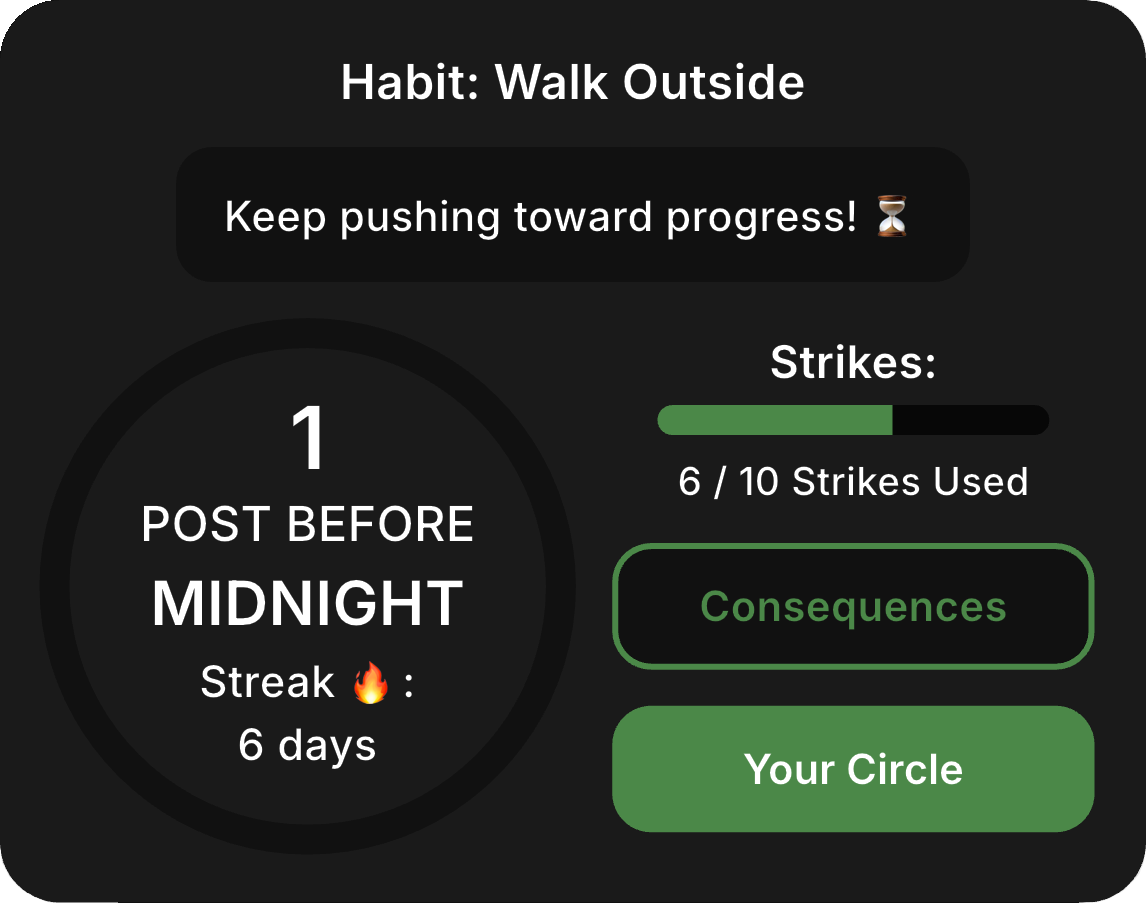 Habit: Walk Outside
Keep pushing toward progress! ⏳
1
POST BEFORE
MIDNIGHT
Streak 🔥 :
6 days
Strikes:
6 / 10 Strikes Used
Consequences
Your Circle